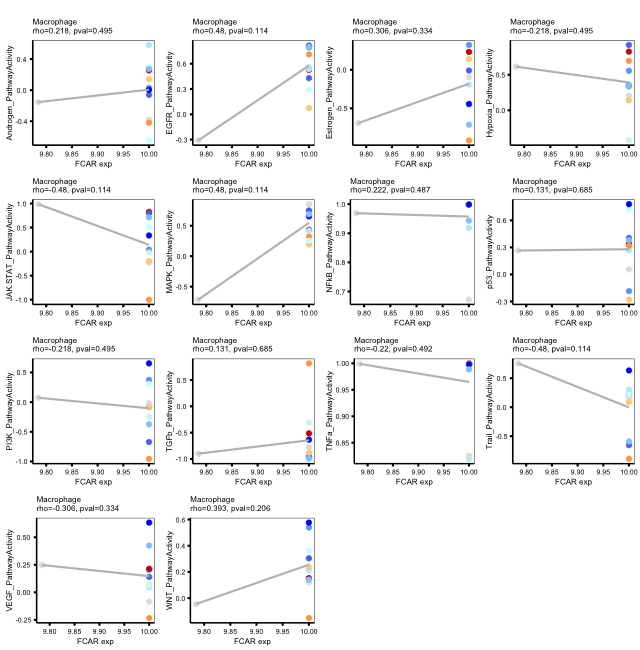 Macrophage
rho=0.218, pval=0.495
Androgen_PathwayActivity
0.4
0.0
-0.4
9.80
9.85
9.90
9.95
10.00
FCAR exp
Macrophage
rho=0.48, pval=0.114
EGFR_PathwayActivity
0.6
0.3
0.0
-0.3
9.80
9.85
9.90
9.95
10.00
FCAR exp
Macrophage
rho=0.306, pval=0.334
Estrogen_PathwayActivity
0.0
-0.5
9.80
9.85
9.90
9.95
10.00
FCAR exp
Macrophage
rho=-0.218, pval=0.495
Hypoxia_PathwayActivity
0.5
0.0
9.80
9.85
9.90
9.95
10.00
FCAR exp
Macrophage
rho=-0.48, pval=0.114
JAK.STAT_PathwayActivity
1.0
0.5
0.0
-0.5
-1.0
9.80
9.85
9.90
9.95
10.00
FCAR exp
Macrophage
rho=0.48, pval=0.114
MAPK_PathwayActivity
0.5
0.0
-0.5
9.80
9.85
9.90
9.95
10.00
FCAR exp
Macrophage
rho=0.222, pval=0.487
NFkB_PathwayActivity
1.0
0.9
0.8
0.7
9.80
9.85
9.90
9.95
10.00
FCAR exp
Macrophage
rho=0.131, pval=0.685
p53_PathwayActivity
0.6
0.3
0.0
-0.3
9.80
9.85
9.90
9.95
10.00
FCAR exp
Macrophage
rho=-0.218, pval=0.495
PI3K_PathwayActivity
0.5
0.0
-0.5
-1.0
9.80
9.85
9.90
9.95
10.00
FCAR exp
Macrophage
rho=0.131, pval=0.685
TGFb_PathwayActivity
0.5
0.0
-0.5
-1.0
9.80
9.85
9.90
9.95
10.00
FCAR exp
Macrophage
rho=-0.22, pval=0.492
TNFa_PathwayActivity
1.00
0.95
0.90
0.85
9.80
9.85
9.90
9.95
10.00
FCAR exp
Macrophage
rho=-0.48, pval=0.114
Trail_PathwayActivity
0.5
0.0
-0.5
9.80
9.85
9.90
9.95
10.00
FCAR exp
Macrophage
rho=-0.306, pval=0.334
VEGF_PathwayActivity
0.50
0.25
0.00
-0.25
9.80
9.85
9.90
9.95
10.00
FCAR exp
Macrophage
rho=0.393, pval=0.206
WNT_PathwayActivity
0.6
0.4
0.2
0.0
9.80
9.85
9.90
9.95
10.00
FCAR exp